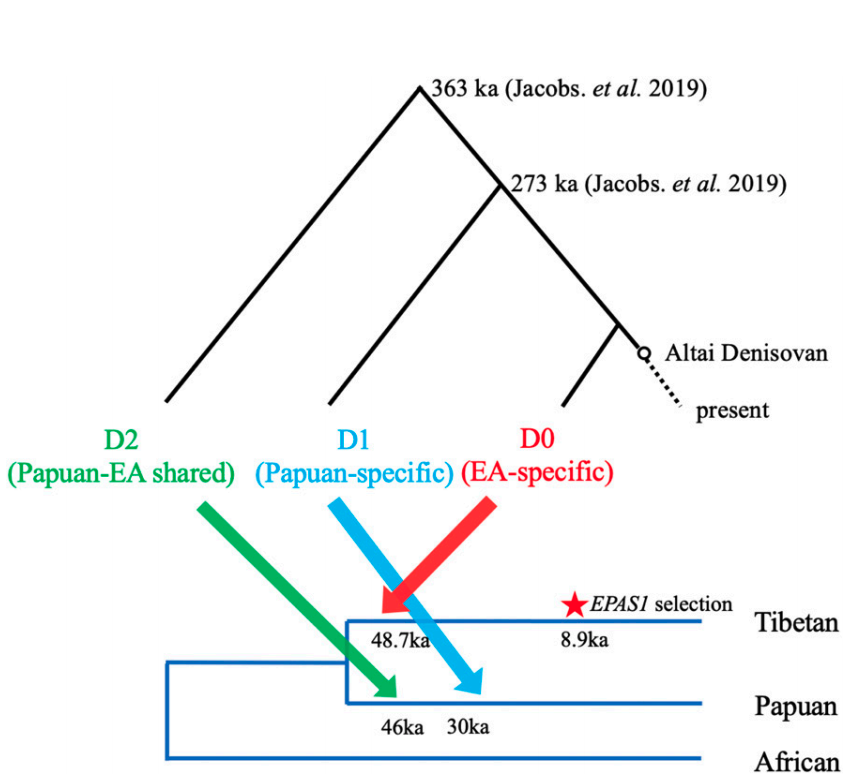 363 ka (Jacobs. et al. 2019)
273 ka (Jacobs. et al. 2019)
Altai Denisovan
present
D2
(Papuan-EA shared)
D1
(Papuan-specific)
D0
(EA-specific)
EPAS1 selection
Tibetan
48.7ka
8.9ka
Papuan
46ka
30ka
African